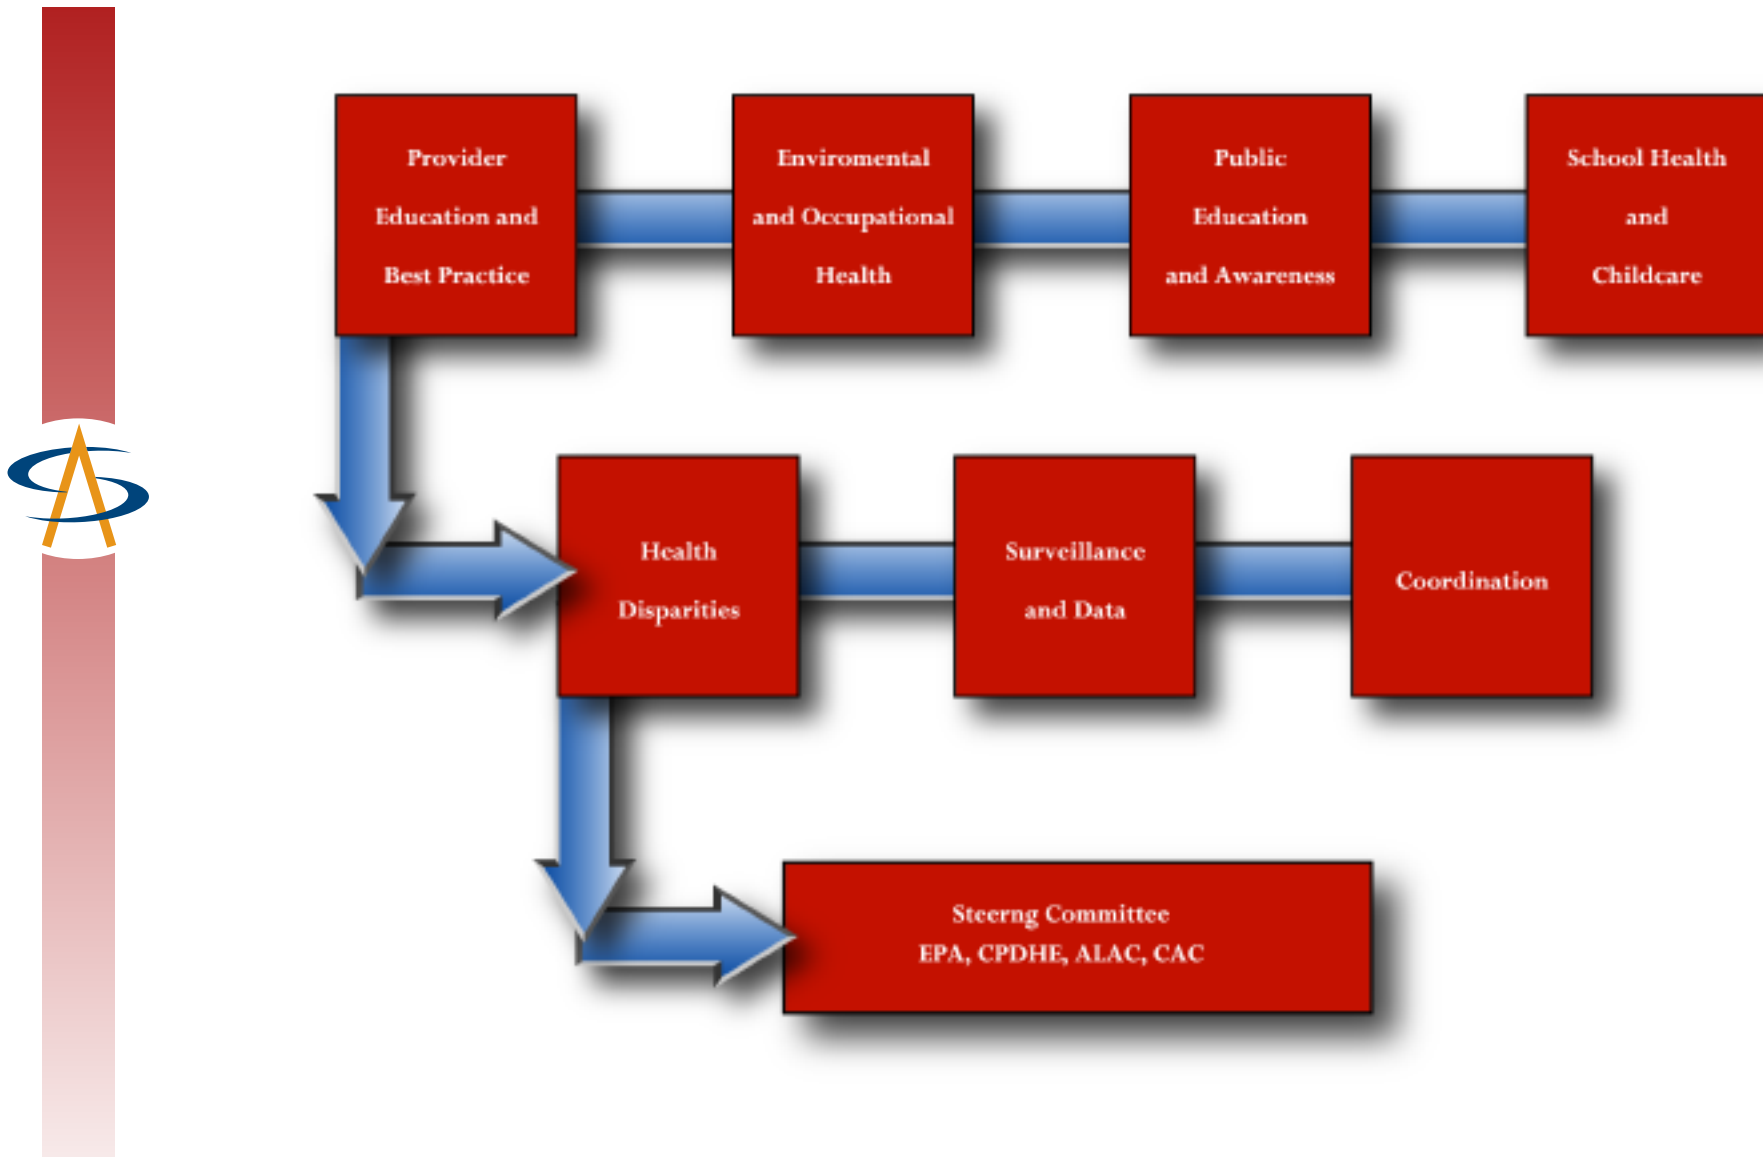 Provider
Education and
Best Practice
Enviromental
and Occupational
Health
Public
Education
and Awareness
School Health
and
Childcare
Health
Disparities
Surveillance
and Data
Coordination
Steerng Committee
EPA, CPDHE, ALAC, CAC